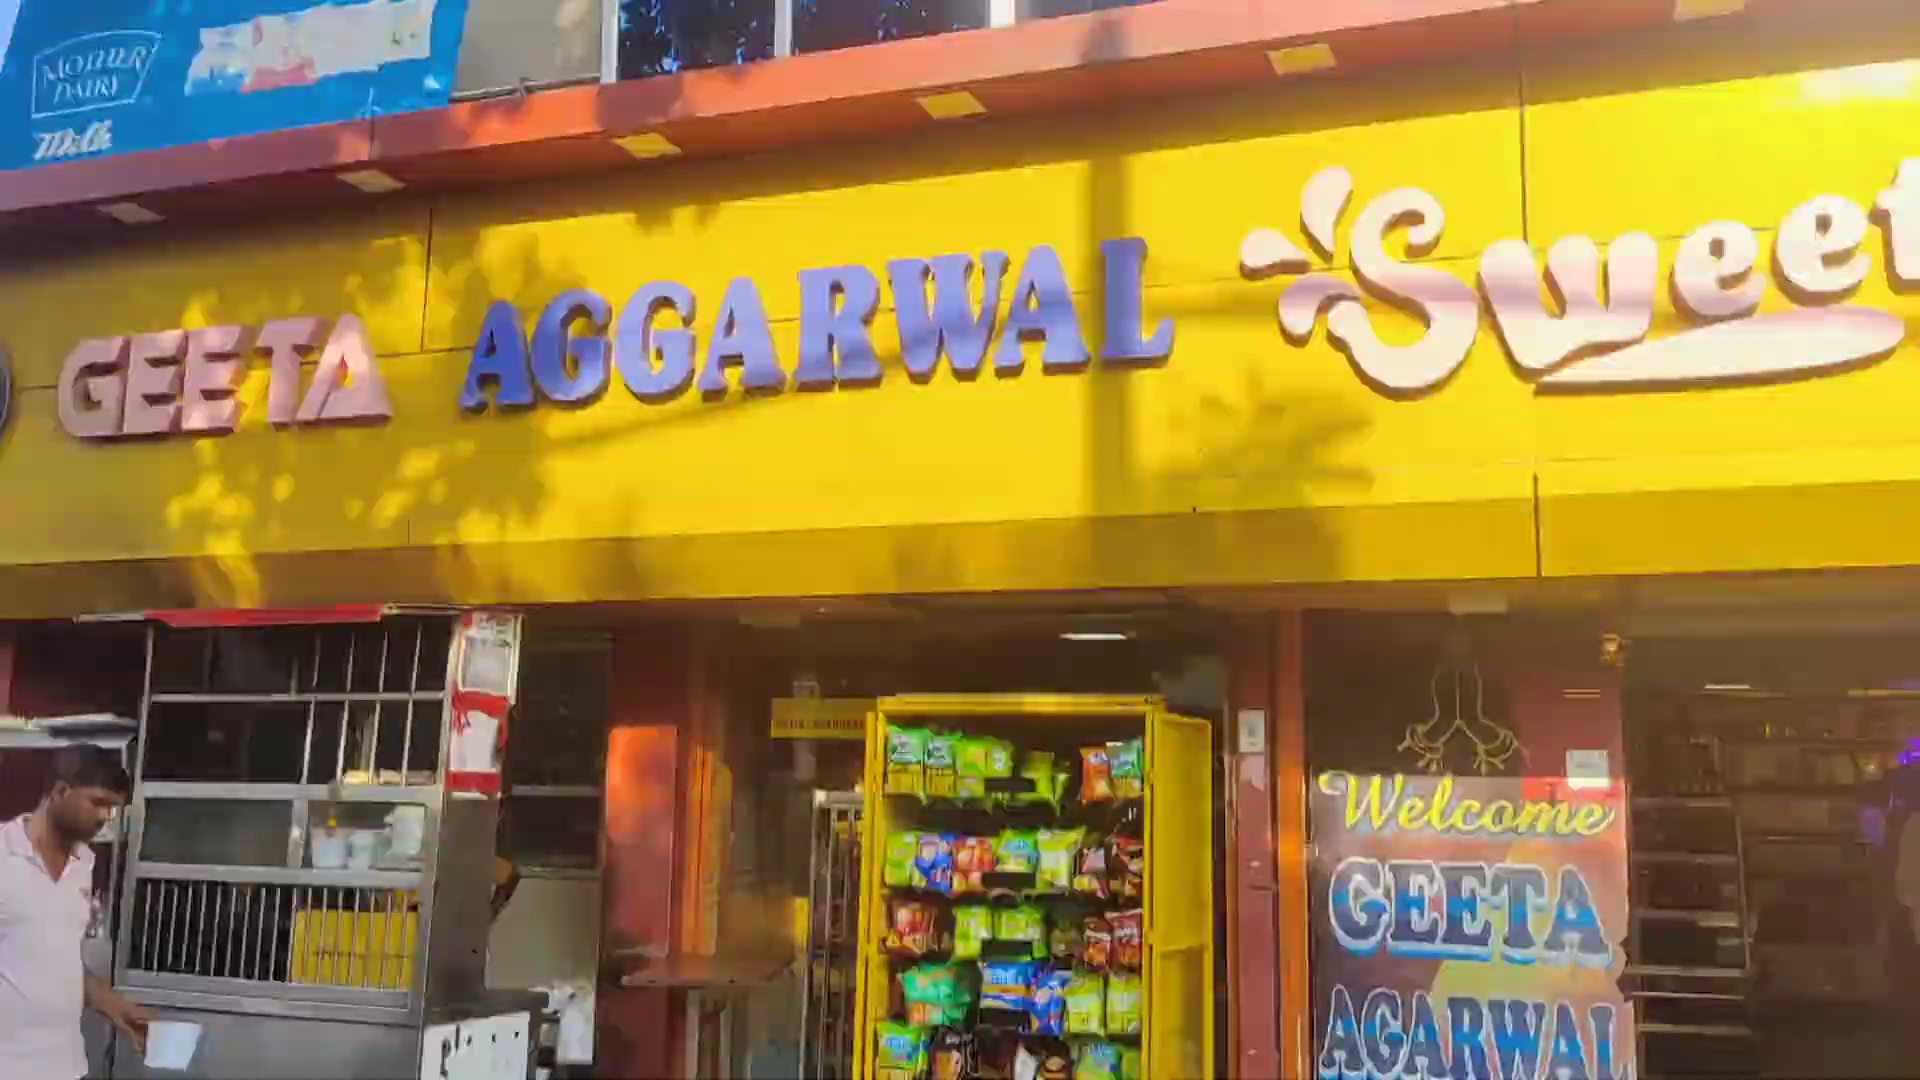 MOTHER
DAIRY
Milk
GEETA AGGARWAL Sweet
Welcome
GEETA
AGARWAL